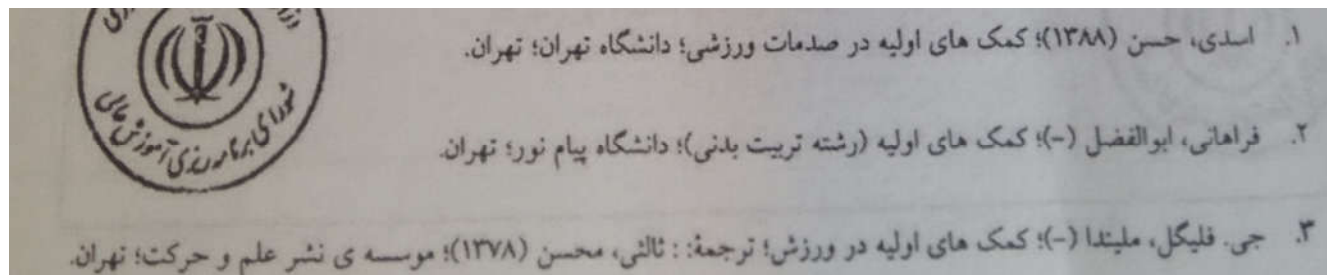 ۱. اسدی، حسن (۱۳۸۸)؛ کمک های اولیه در صدمات ورزشی؛ دانشگاه تهران؛ تهران.
۲. فراهانی، ابوالفضل (-)؛ کمک های اولیه (رشته تربیت بدنی)؛ دانشگاه پیام نور؛ تهران.
۳. جی. فلیگل، ملیندا (-)؛ کمک های اولیه در ورزش؛ ترجمۀ: : ثالثی، محسن (۱۳۷۸)؛ موسسه ی نشر علم و حرکت؛ تهران.
شورای برنامه ریزی آموزش عالی